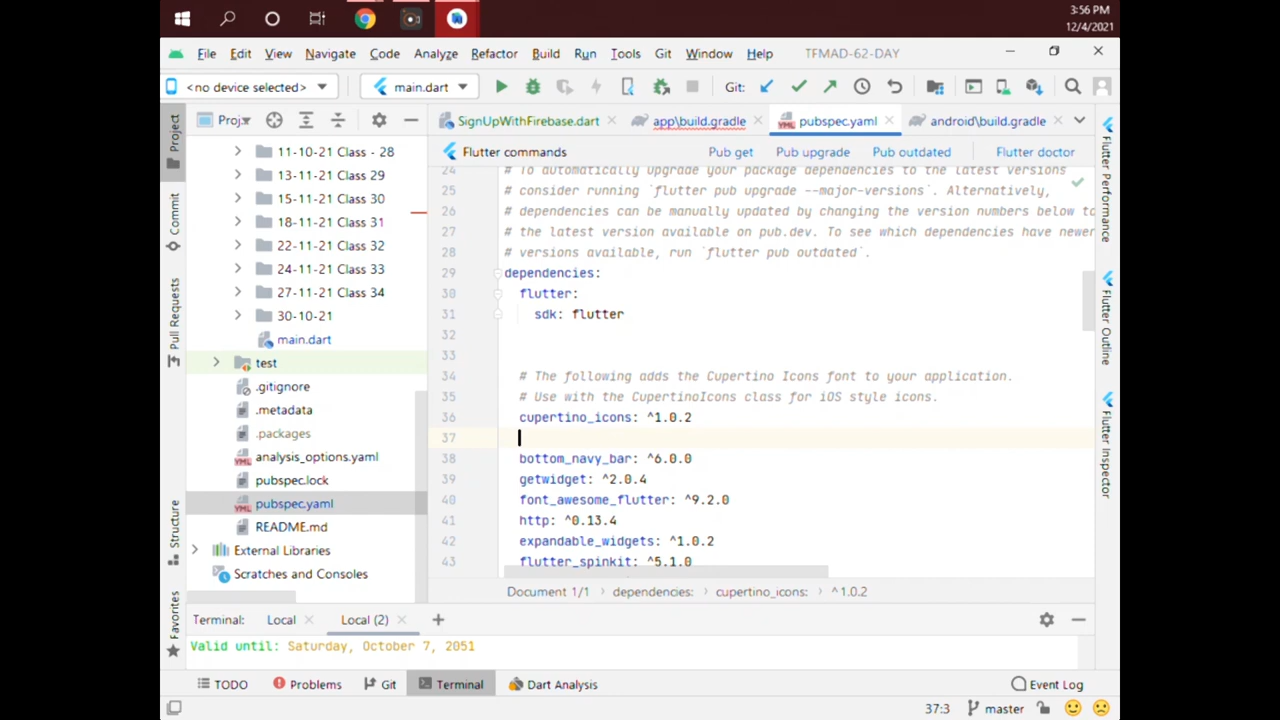 3:56 PM
12/4/2021
File Edit View Navigate Code Analyze Refactor Build Run Tools Git Window Help TFMAD-62-DAY
<no device selected> main.dart Git:
Project
Commit
Pull Requests
Structure
Favorites
Proj
11-10-21 Class - 28
13-11-21 Class 29
15-11-21 Class 30
18-11-21 Class 31
22-11-21 Class 32
24-11-21 Class 33
27-11-21 Class 34
30-10-21
main.dart
test
.gitignore
.metadata
.packages
analysis_options.yaml
pubspec.lock
pubspec.yaml
README.md
External Libraries
Scratches and Consoles
SignUpWithFirebase.dart app\build.gradle pubspec.yaml android\build.gradle
Flutter commands Pub get Pub upgrade Pub outdated Flutter doctor
24 # To automatically upgrade your package dependencies to the latest versions
25 # consider running `flutter pub upgrade --major-versions`. Alternatively,
26 # dependencies can be manually updated by changing the version numbers below to
27 # the latest version available on pub.dev. To see which dependencies have newer
28 # versions available, run `flutter pub outdated`.
29 dependencies:
30 flutter:
31 sdk: flutter
32
33
34 # The following adds the Cupertino Icons font to your application.
35 # Use with the CupertinoIcons class for iOS style icons.
36 cupertino_icons: ^1.0.2
37
38 bottom_navy_bar: ^6.0.0
39 getwidget: ^2.0.4
40 font_awesome_flutter: ^9.2.0
41 http: ^0.13.4
42 expandable_widgets: ^1.0.2
43 flutter_spinkit: ^5.1.0
Document 1/1 dependencies: cupertino_icons: ^1.0.2
Flutter Performance
Flutter Outline
Flutter Inspector
Terminal: Local Local (2)
Valid until: Saturday, October 7, 2051
TODO Problems Git Terminal Dart Analysis Event Log
37:3 master